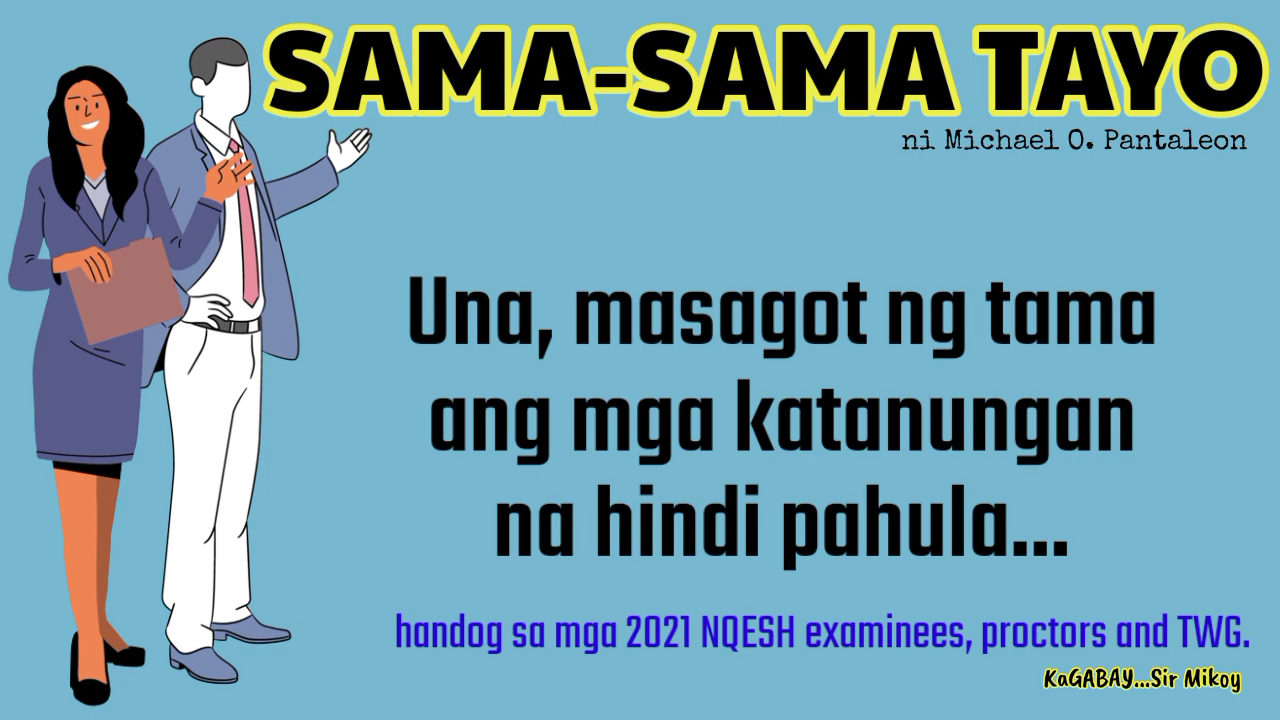 SAMA-SAMA TAYO
ni Michael O. Pantaleon
Una, masagot ng tama
ang mga katanungan
na hindi pahula...
handog sa mga 2021 NQESH examinees, proctors and TWG.
KaGABAY...Sir Mikoy